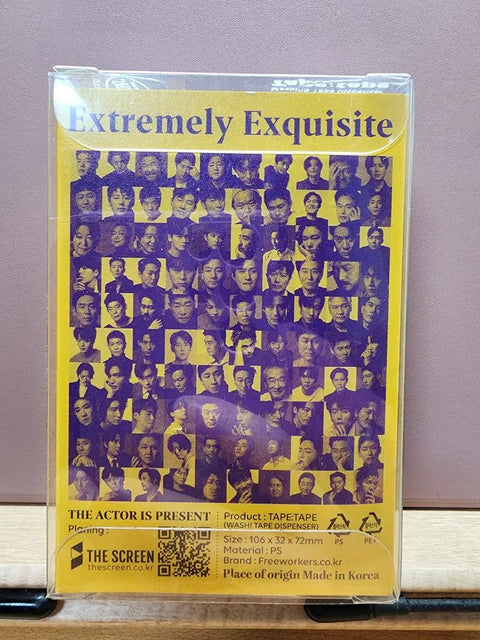 Extremely Exquisite
THE ACTOR IS PRESENT
Planing :
THE SCREEN
thescreen.co.kr
Product : TAPE:TAPE
(WASHI TAPE DISPENSER)
Size : 106 x 32 x 72mm
Material : PS
Brand : Freeworkers.co.kr
Place of origin Made in Korea
PS
PET